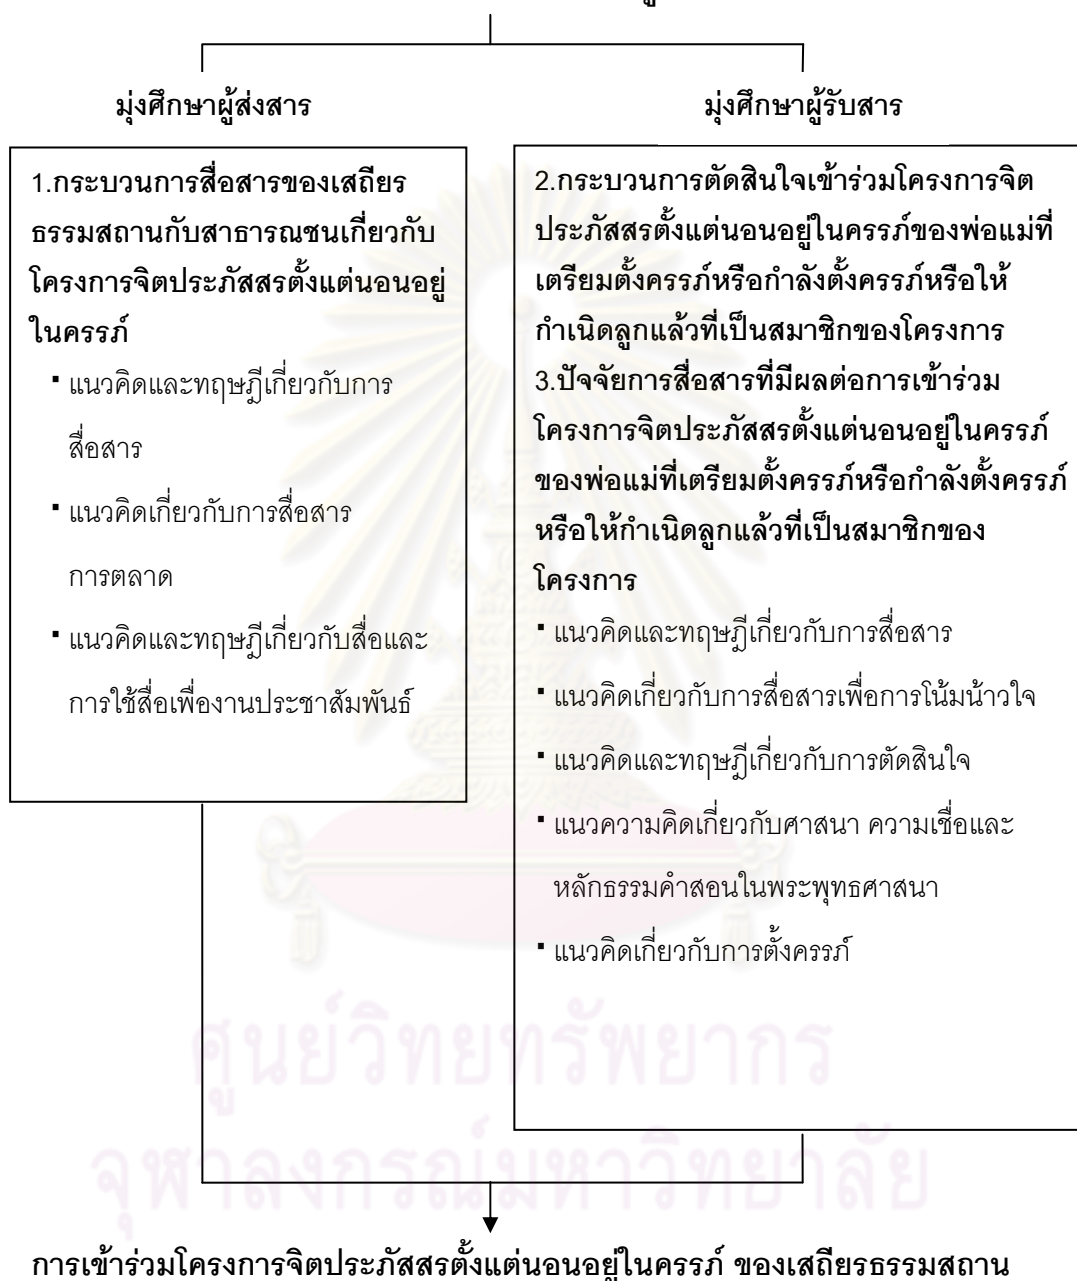 มุ่งศึกษาผู้ส่งสาร
มุ่งศึกษาผู้รับสาร
1.กระบวนการสื่อสารของเสถียร
ธรรมสถานกับสาธารณชนเกี่ยวกับ
โครงการจิตประภัสสรตั้งแต่นอนอยู่
ในครรภ์
▪ แนวคิดและทฤษฎีเกี่ยวกับการ
สื่อสาร
▪ แนวคิดเกี่ยวกับการสื่อสาร
การตลาด
▪ แนวคิดและทฤษฎีเกี่ยวกับสื่อและ
การใช้สื่อเพื่องานประชาสัมพันธ์
2.กระบวนการตัดสินใจเข้าร่วมโครงการจิต
ประภัสสรตั้งแต่นอนอยู่ในครรภ์ของพ่อแม่ที่
เตรียมตั้งครรภ์หรือกำลังตั้งครรภ์หรือให้
กำเนิดลูกแล้วที่เป็นสมาชิกของโครงการ
3.ปัจจัยการสื่อสารที่มีผลต่อการเข้าร่วม
โครงการจิตประภัสสรตั้งแต่นอนอยู่ในครรภ์
ของพ่อแม่ที่เตรียมตั้งครรภ์หรือกำลังตั้งครรภ์
หรือให้กำเนิดลูกแล้วที่เป็นสมาชิกของ
โครงการ
▪ แนวคิดและทฤษฎีเกี่ยวกับการสื่อสาร
▪ แนวคิดเกี่ยวกับการสื่อสารเพื่อการโน้มน้าวใจ
▪ แนวคิดและทฤษฎีเกี่ยวกับการตัดสินใจ
▪ แนวความคิดเกี่ยวกับศาสนา ความเชื่อและ
หลักธรรมคำสอนในพระพุทธศาสนา
▪ แนวคิดเกี่ยวกับการตั้งครรภ์
ศูนย์วิทยทรัพยากร
จุฬาลงกรณ์มหาวิทยาลัย
การเข้าร่วมโครงการจิตประภัสสรตั้งแต่นอนอยู่ในครรภ์ ของเสถียรธรรมสถาน